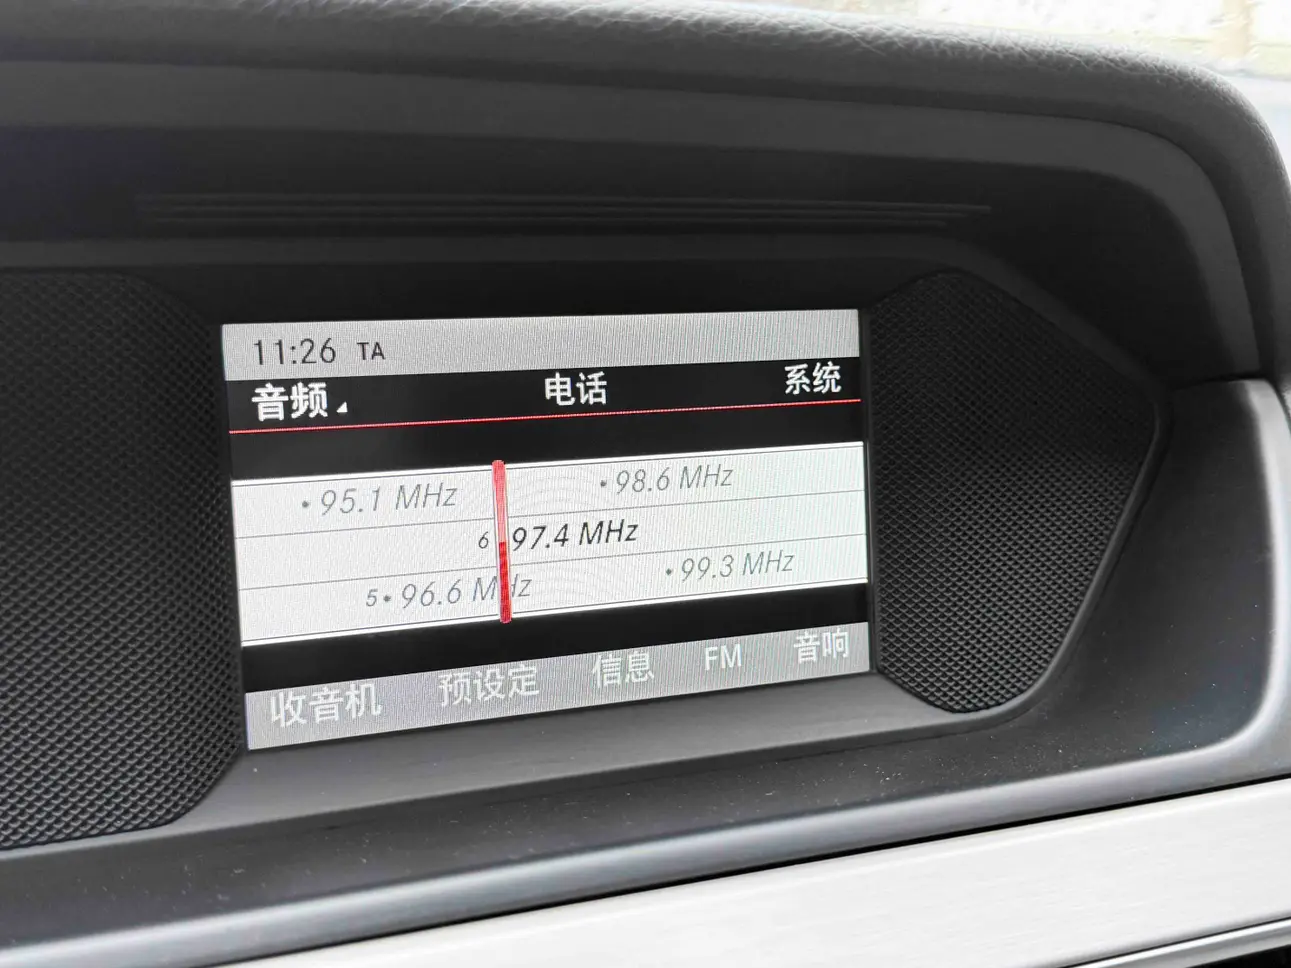 11:26 TA
音频 电话 系统
•95.1 MHz •98.6 MHz
6 97.4 MHz
5•96.6 MHz •99.3 MHz
收音机 预设定 信息 FM 音响